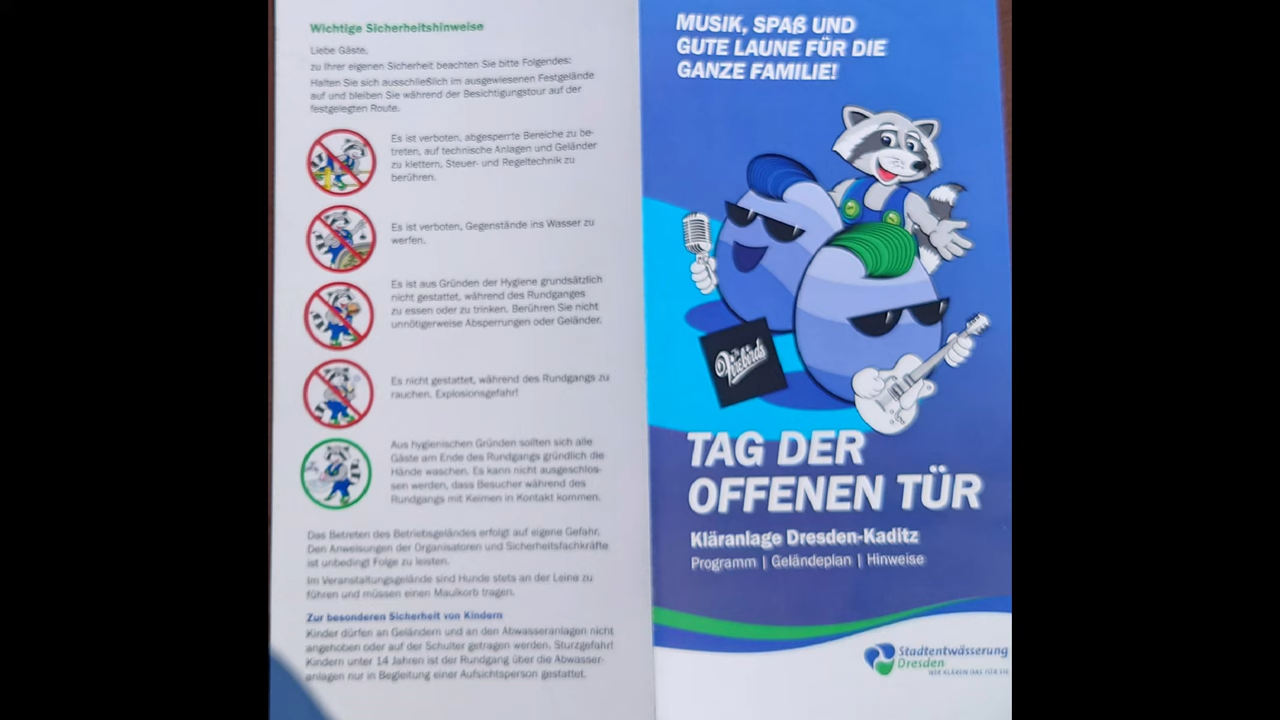 Wichtige Sicherheitshinweise
Liebe Gäste,
zu Ihrer eigenen Sicherheit beachten Sie bitte Folgendes:
Halten Sie sich ausschließlich im ausgewiesenen Festgelände
auf und bleiben Sie während der Besichtigungstour auf der
festgelegten Route.
Es ist verboten, abgesperrte Bereiche zu be-
treten, auf technische Anlagen und Geländer
zu klettern, Steuer- und Regeltechnik zu
berühren.
Es ist verboten, Gegenstände ins Wasser zu
werfen.
Es ist aus Gründen der Hygiene grundsätzlich
nicht gestattet, während des Rundganges
zu essen oder zu trinken. Berühren Sie nicht
unnötigerweise Absperrungen oder Geländer.
Es nicht gestattet, während des Rundgangs zu
rauchen. Explosionsgefahr!
Aus hygienischen Gründen sollten sich alle
Gäste am Ende des Rundgangs gründlich die
Hände waschen. Es kann nicht ausgeschlos-
sen werden, dass Besucher während des
Rundgangs mit Keimen in Kontakt kommen.
Das Betreten des Betriebsgeländes erfolgt auf eigene Gefahr.
Den Anweisungen der Organisatoren und Sicherheitsfachkräfte
ist unbedingt Folge zu leisten.
Im Veranstaltungsgelände sind Hunde stets an der Leine zu
führen und müssen einen Maulkorb tragen.
Zur besonderen Sicherheit von Kindern
Kinder dürfen an Geländern und an den Abwasseranlagen nicht
angehoben oder auf der Schulter getragen werden. Sturzgefahr!
Kindern unter 14 Jahren ist der Rundgang über die Abwasser-
anlagen nur in Begleitung einer Aufsichtsperson gestattet.
MUSIK, SPAß UND
GUTE LAUNE FÜR DIE
GANZE FAMILIE!
The Firebirds
TAG DER
OFFENEN TÜR
Kläranlage Dresden-Kaditz
Programm | Geländeplan | Hinweise
Stadtentwässerung
Dresden
WIR KLÄREN DAS FÜR SIE